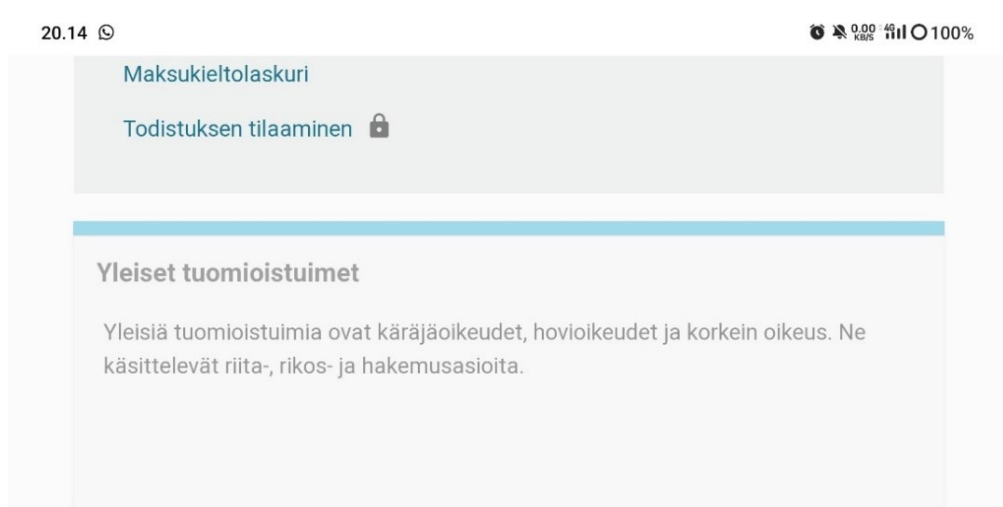 20.14
0.00 4G 100%
KB/S
Maksukieltolaskuri
Todistuksen tilaaminen
Yleiset tuomioistuimet
Yleisiä tuomioistuimia ovat käräjäoikeudet, hovioikeudet ja korkein oikeus. Ne
käsittelevät riita-, rikos- ja hakemusasioita.